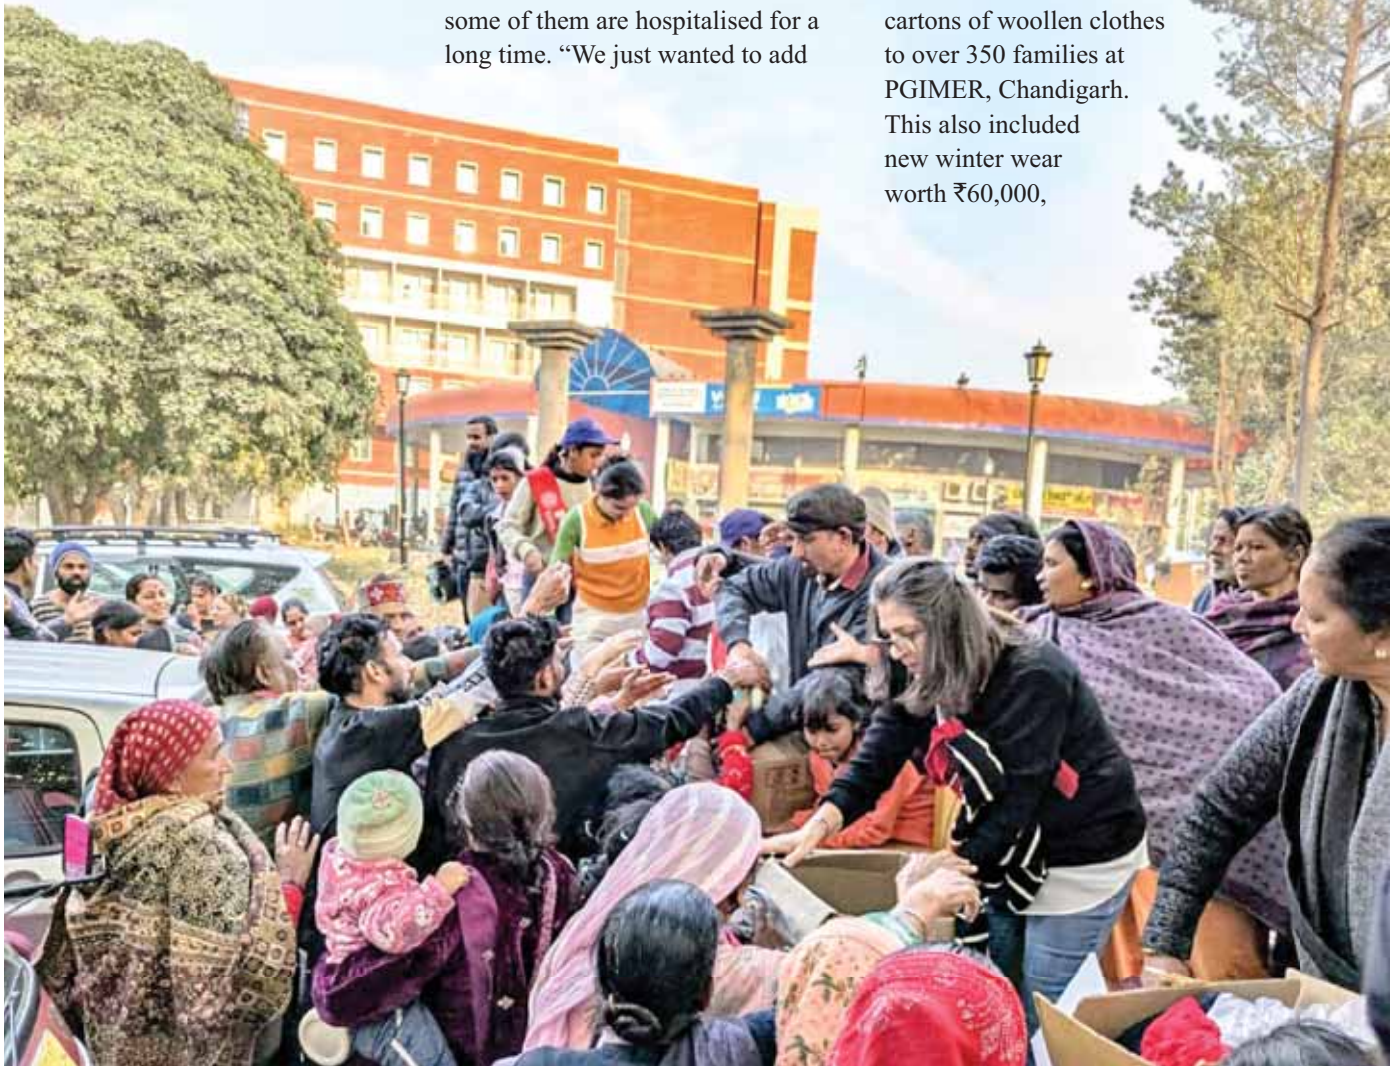 some of them are hospitalised for a
long time. “We just wanted to add
cartons of woollen clothes
to over 350 families at
PGIMER, Chandigarh.
This also included
new winter wear
worth ₹60,000,